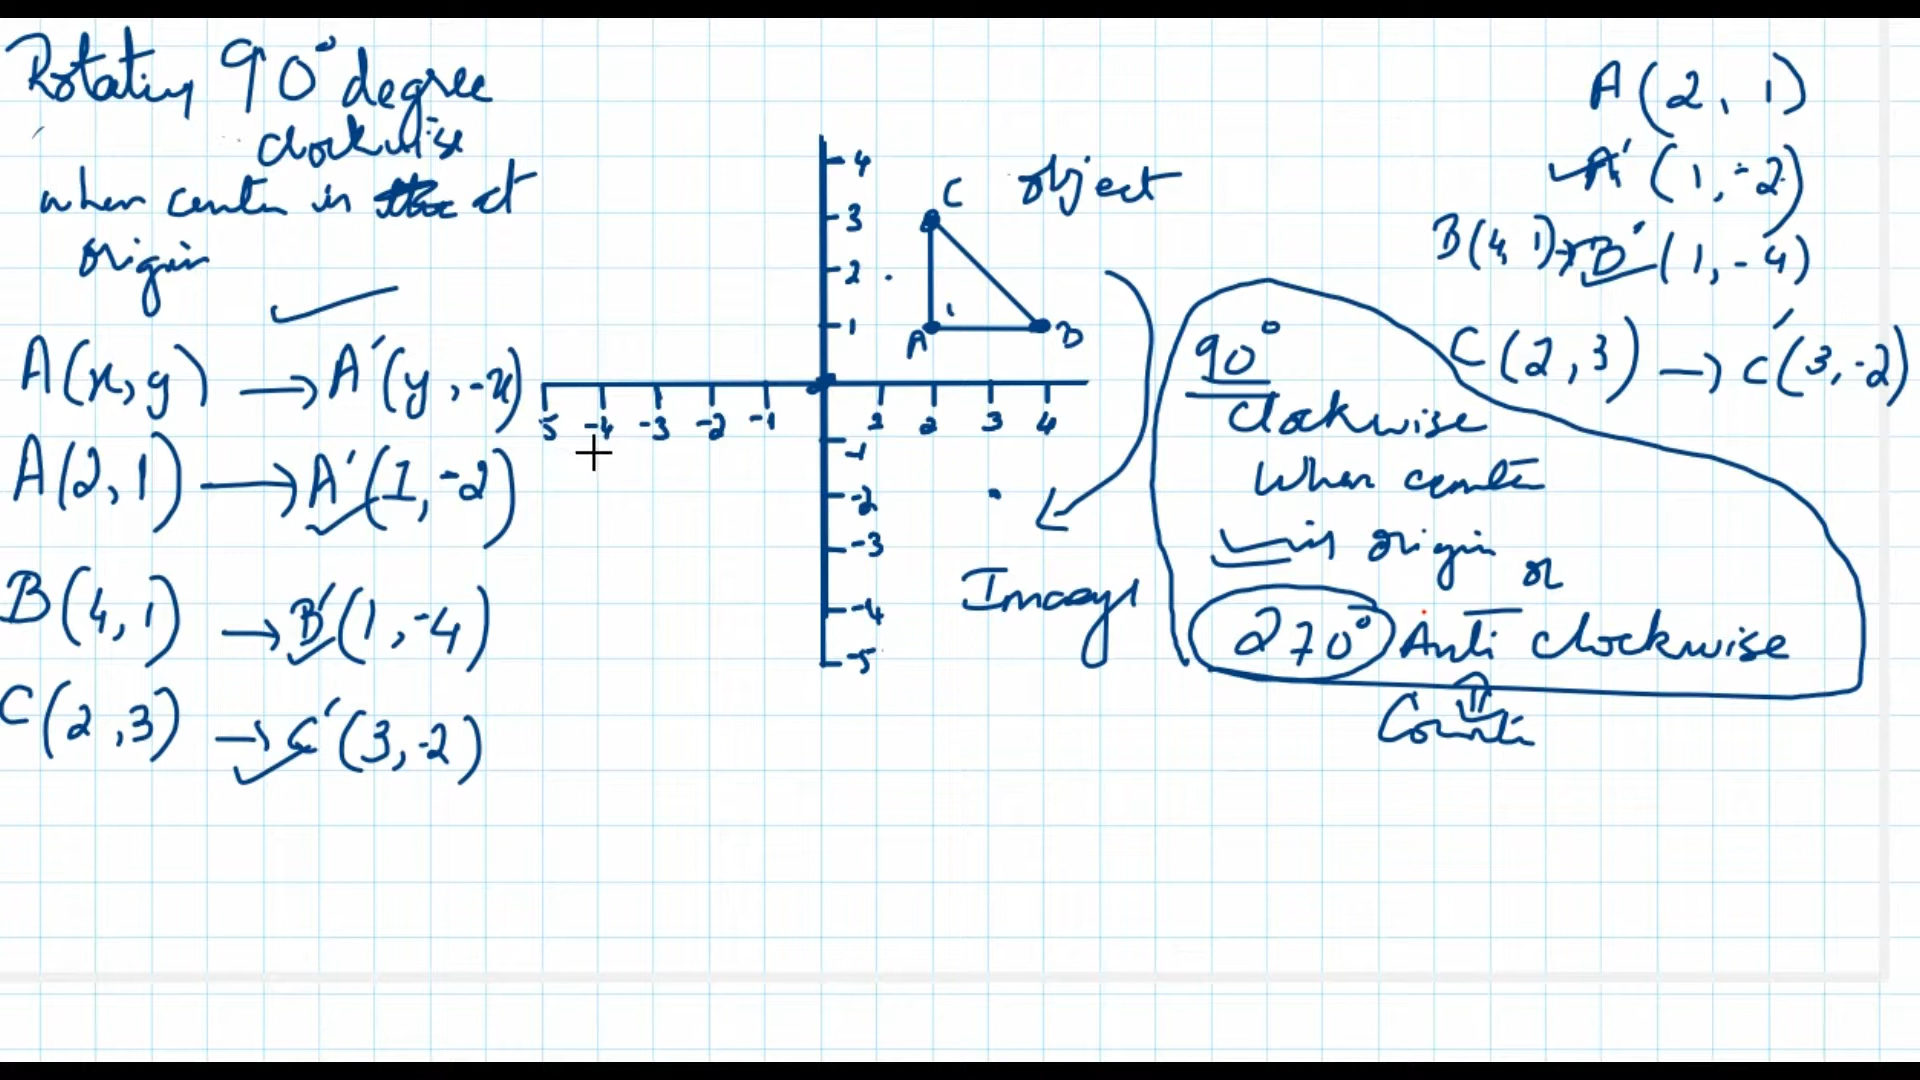 Rotating 90° degree
clockwise
when center is at
origin
A(x,y) → A'(y,-x)
A(2,1) → A'(1,-2)
B(4,1) → B'(1,-4)
C(2,3) → C'(3,-2)
4
3
2
1
5 -4 -3 -2 -1 1 2 3 4
-1
-2
-3
-4
-5
C
A
B
object
Image
A(2,1)
A'(1,-2)
B(4,1)→B'(1,-4)
C(2,3) → C'(3,-2)
90°
Clockwise
when center
is origin or
270° Anti clockwise
Counter